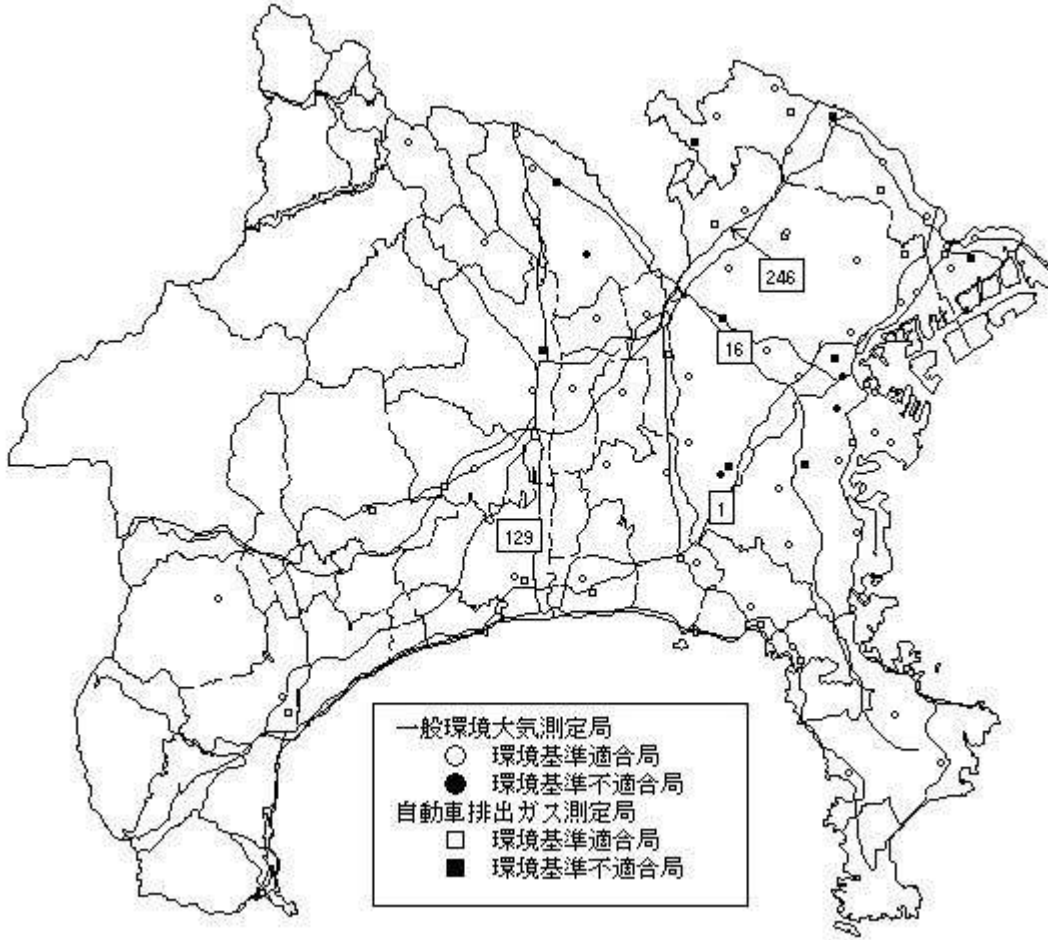 246
16
1
129
一般環境大気測定局
○ 環境基準適合局
● 環境基準不適合局
自動車排出ガス測定局
□ 環境基準適合局
■ 環境基準不適合局